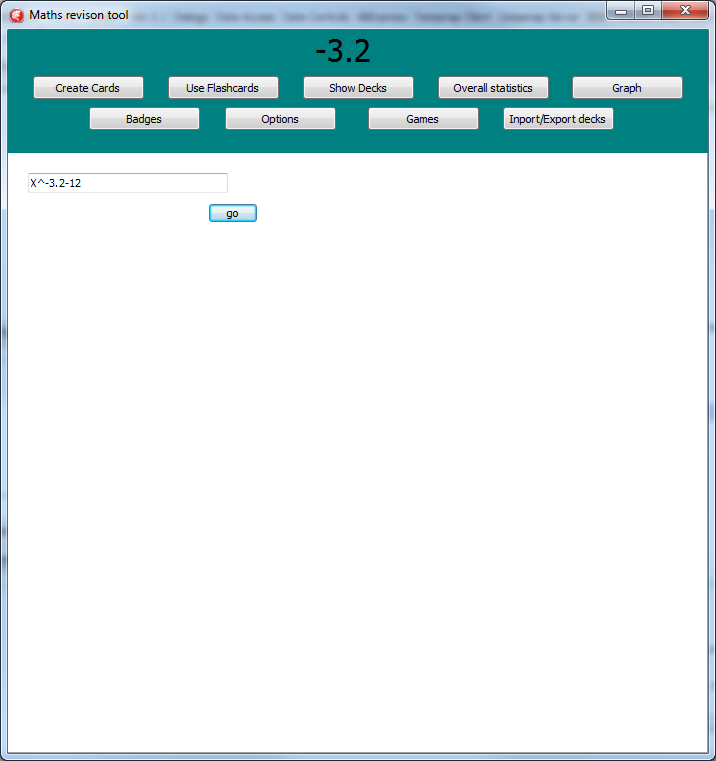 Maths revison tool
-3.2
Create Cards Use Flashcards Show Decks Overall statistics Graph
Badges Options Games Inport/Export decks
X^-3.2-12
go